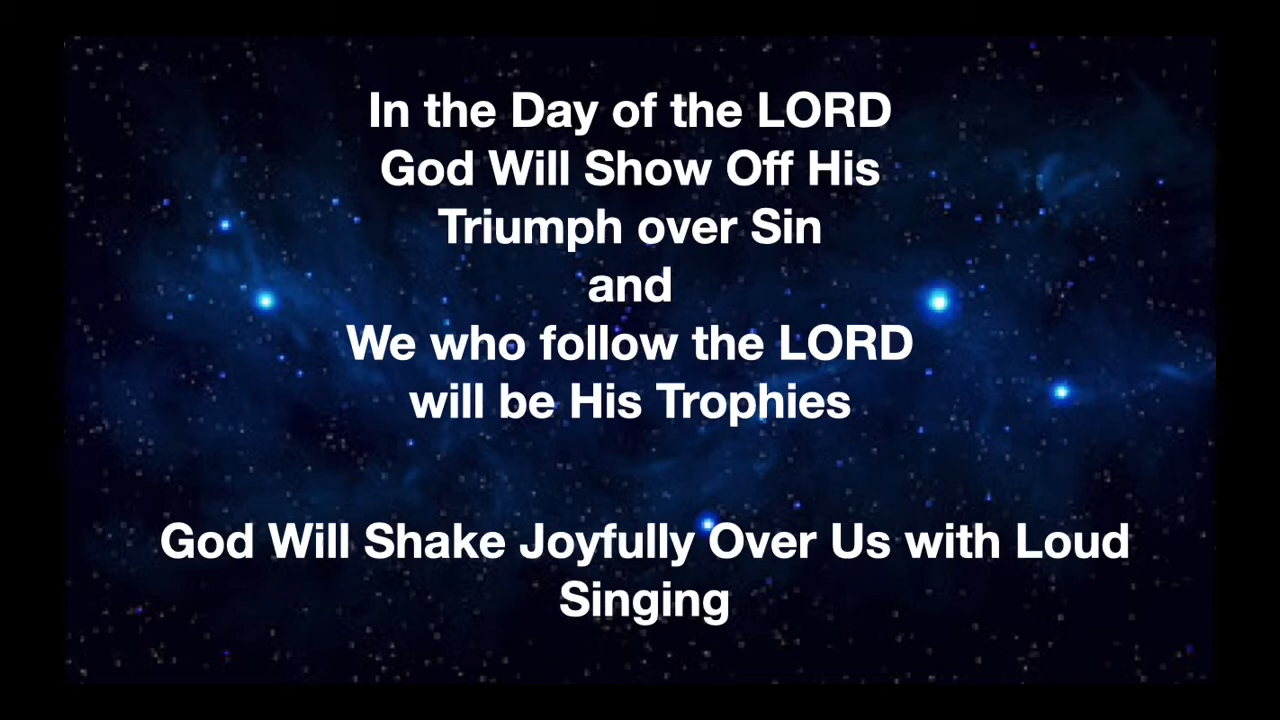 In the Day of the LORD
God Will Show Off His
Triumph over Sin
and
We who follow the LORD
will be His Trophies
God Will Shake Joyfully Over Us with Loud
Singing